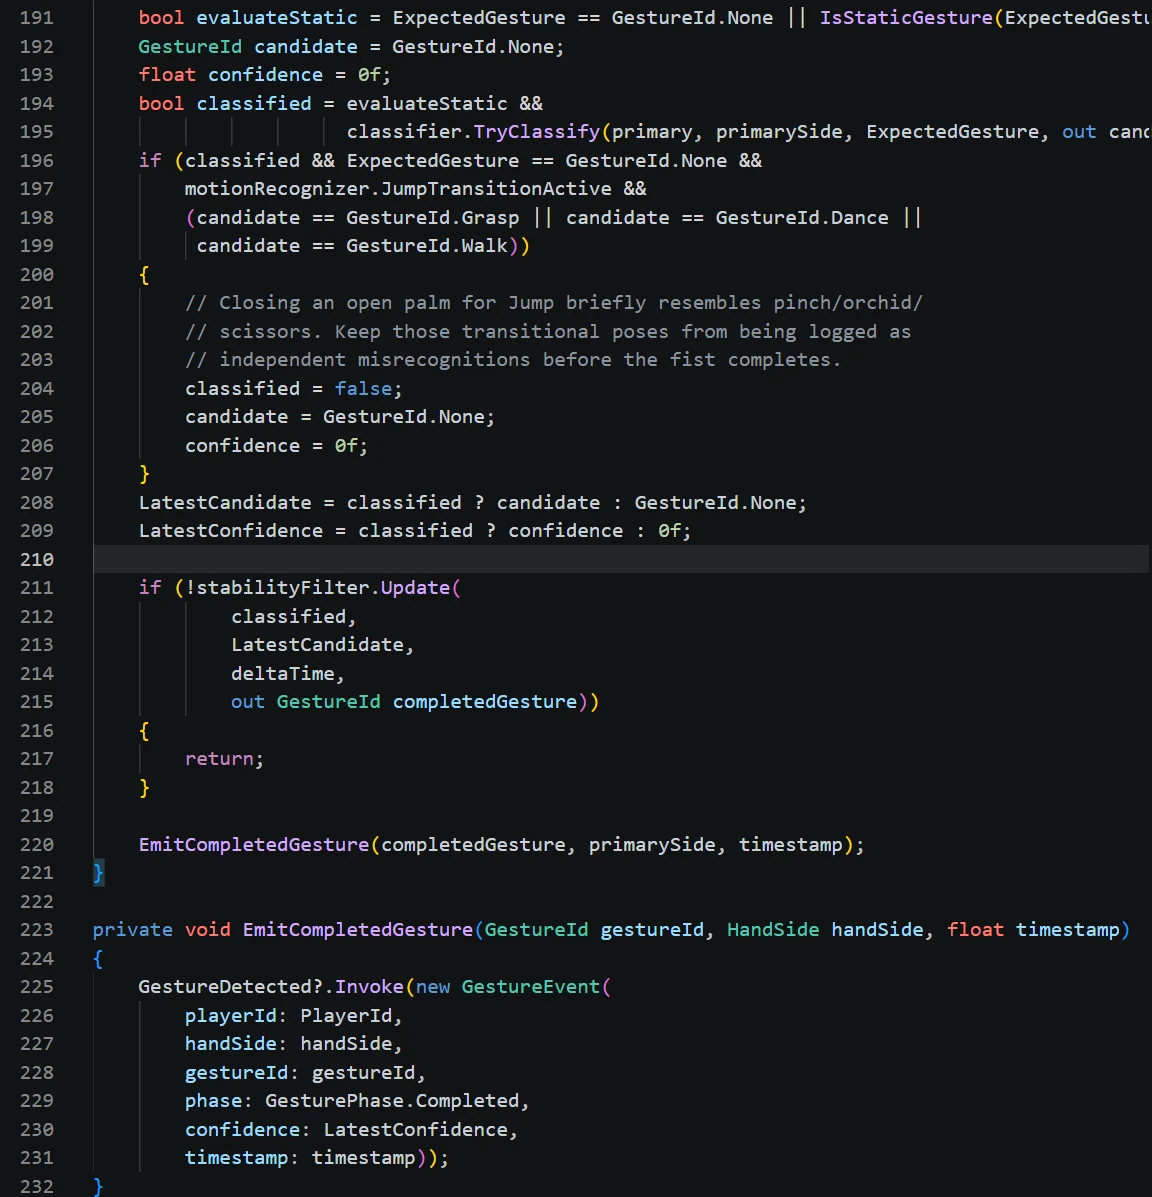 191 bool evaluateStatic = ExpectedGesture == GestureId.None || IsStaticGesture(ExpectedGestu
192 GestureId candidate = GestureId.None;
193 float confidence = 0f;
194 bool classified = evaluateStatic &&
195 classifier.TryClassify(primary, primarySide, ExpectedGesture, out canc
196 if (classified && ExpectedGesture == GestureId.None &&
197 motionRecognizer.JumpTransitionActive &&
198 (candidate == GestureId.Grasp || candidate == GestureId.Dance ||
199 candidate == GestureId.Walk))
200 {
201 // Closing an open palm for Jump briefly resembles pinch/orchid/
202 // scissors. Keep those transitional poses from being logged as
203 // independent misrecognitions before the fist completes.
204 classified = false;
205 candidate = GestureId.None;
206 confidence = 0f;
207 }
208 LatestCandidate = classified ? candidate : GestureId.None;
209 LatestConfidence = classified ? confidence : 0f;
210
211 if (!stabilityFilter.Update(
212 classified,
213 LatestCandidate,
214 deltaTime,
215 out GestureId completedGesture))
216 {
217 return;
218 }
219
220 EmitCompletedGesture(completedGesture, primarySide, timestamp);
221 }
222
223 private void EmitCompletedGesture(GestureId gestureId, HandSide handSide, float timestamp)
224 {
225 GestureDetected?.Invoke(new GestureEvent(
226 playerId: PlayerId,
227 handSide: handSide,
228 gestureId: gestureId,
229 phase: GesturePhase.Completed,
230 confidence: LatestConfidence,
231 timestamp: timestamp));
232 }